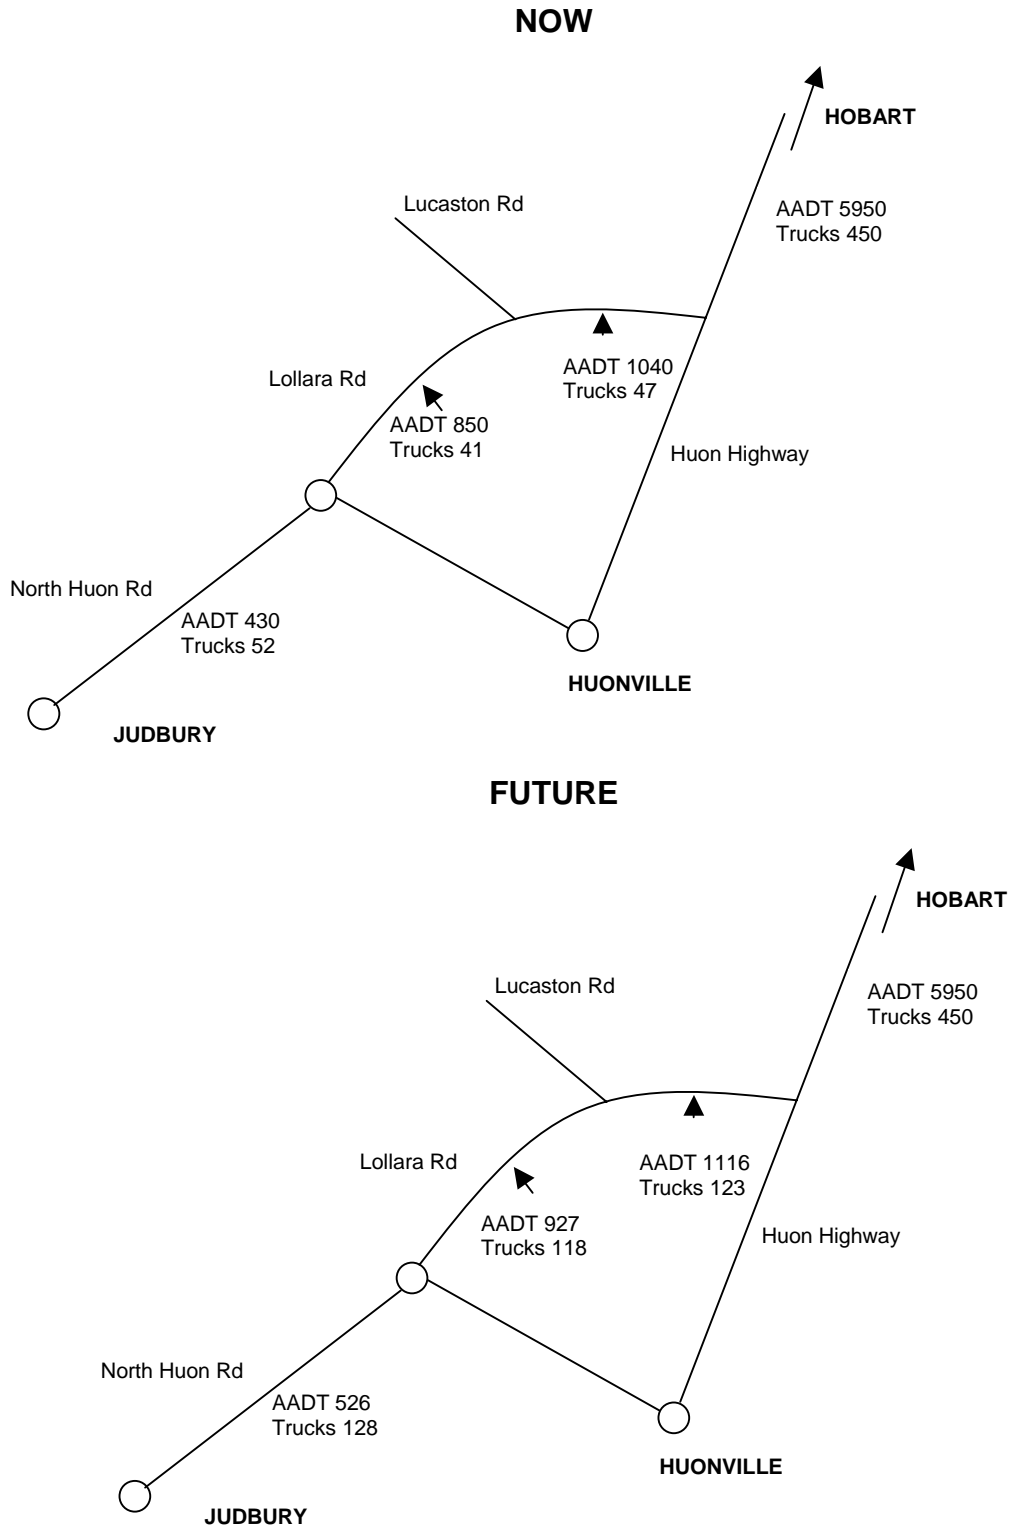 NOW
HOBART
Lucaston Rd
AADT 5950
Trucks 450
AADT 1040
Trucks 47
Lollara Rd
AADT 850
Trucks 41
Huon Highway
North Huon Rd
AADT 430
Trucks 52
HUONVILLE
JUDBURY
FUTURE
HOBART
Lucaston Rd
AADT 5950
Trucks 450
Lollara Rd
AADT 1116
Trucks 123
AADT 927
Trucks 118
Huon Highway
North Huon Rd
AADT 526
Trucks 128
HUONVILLE
JUDBURY